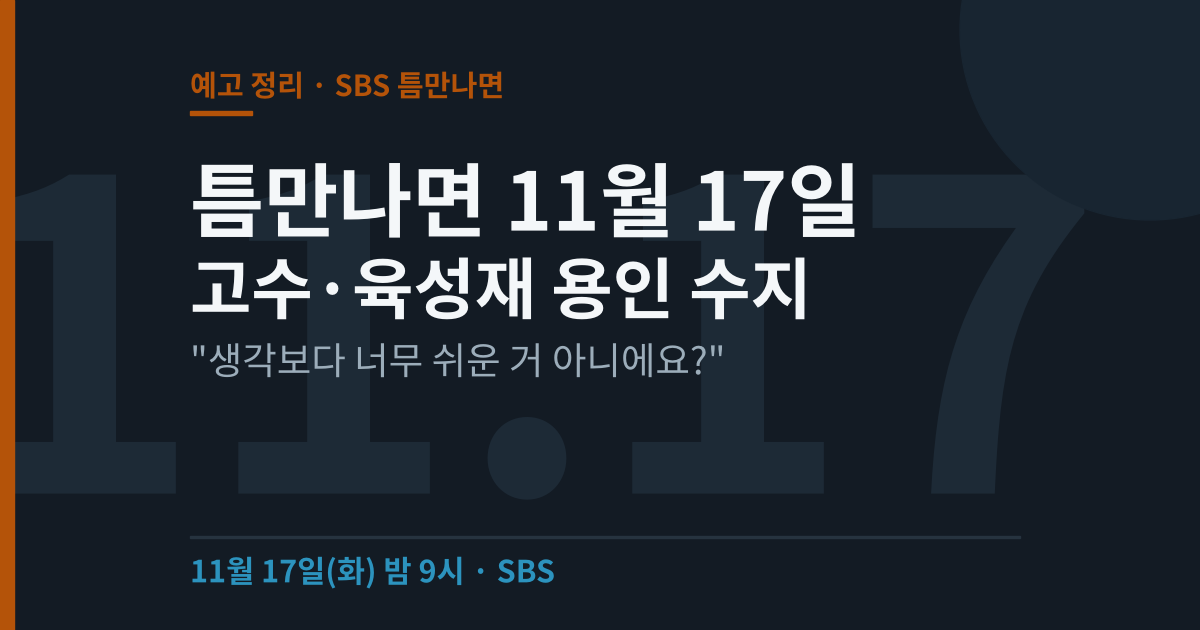 예고 정리 · SBS 틈만나면
틈만나면 11월 17일
고수·육성재 용인 수지
"생각보다 너무 쉬운 거 아니에요?"
11.17
11월 17일(화) 밤 9시 · SBS